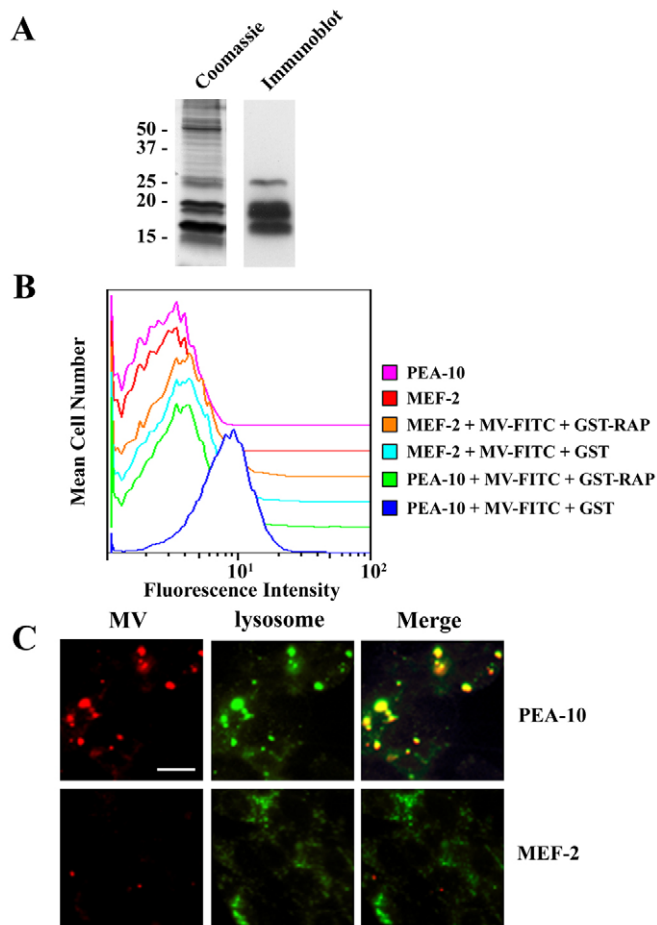 A
Coomassie
Immunoblot
50 -
37 -
25 -
20 -
15 -
B
Mean Cell Number
PEA-10
MEF-2
MEF-2 + MV-FITC + GST-RAP
MEF-2 + MV-FITC + GST
PEA-10 + MV-FITC + GST-RAP
PEA-10 + MV-FITC + GST
10¹
10²
Fluorescence Intensity
C
MV
lysosome
Merge
PEA-10
MEF-2